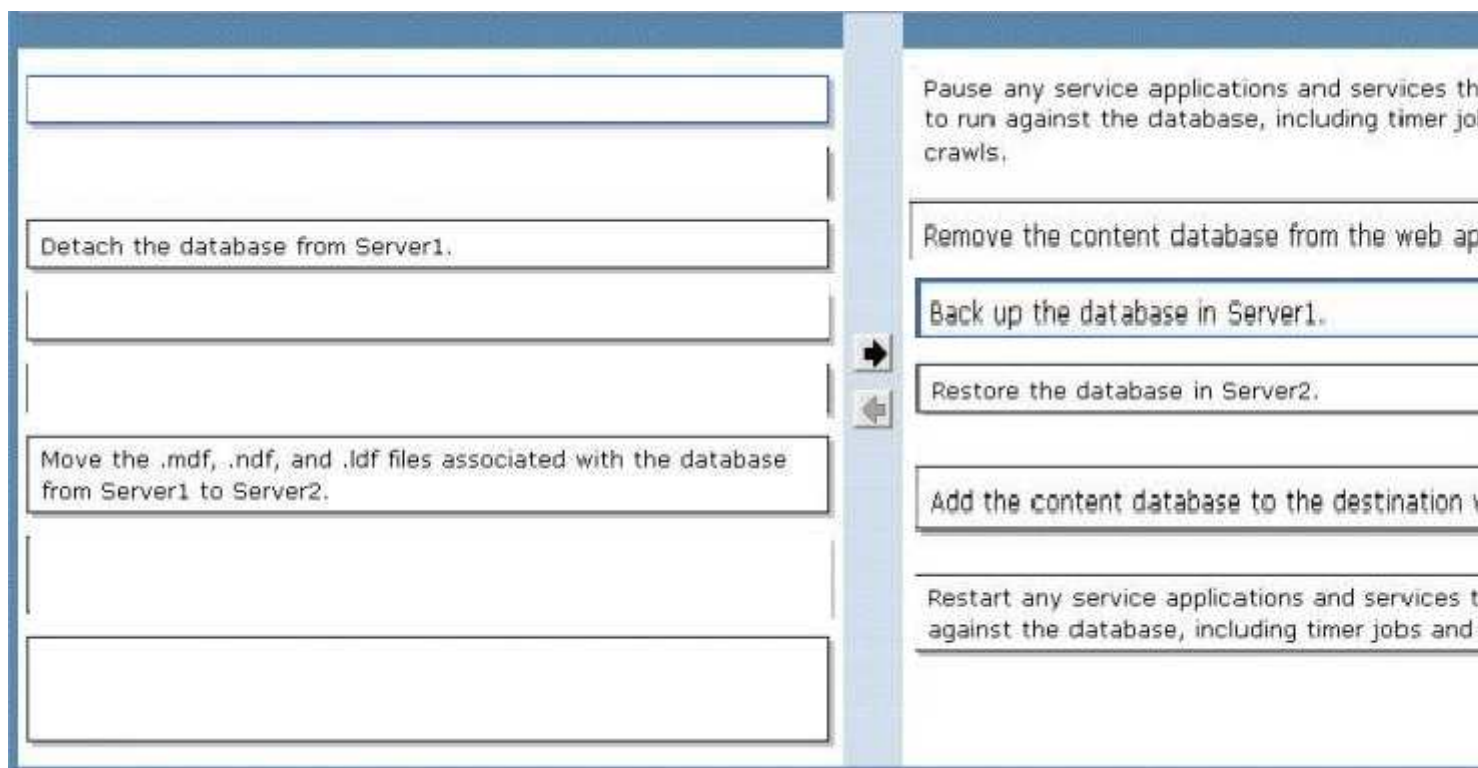 Detach the database from Server1.
Move the .mdf, .ndf, and .ldf files associated with the database
from Server1 to Server2.
Pause any service applications and services
to run against the database, including timer
crawls.
Remove the content database from the web
Back up the database in Server1.
Restore the database in Server2.
Add the content database to the destination
Restart any service applications and services
against the database, including timer jobs and